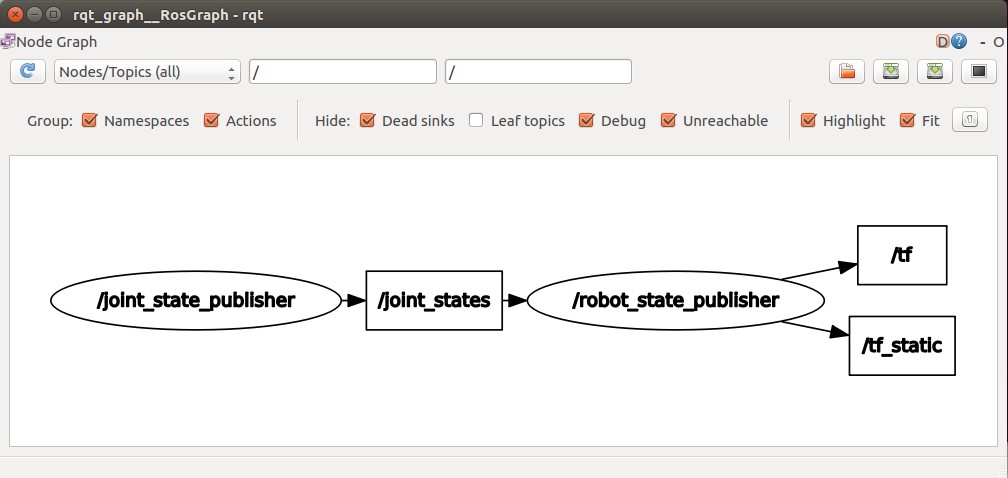 rqt_graph__RosGraph - rqt
Node Graph D ? - O
Nodes/Topics (all) / /
Group: Namespaces Actions Hide: Dead sinks Leaf topics Debug Unreachable Highlight Fit
/joint_state_publisher /joint_states /robot_state_publisher
/tf
/tf_static